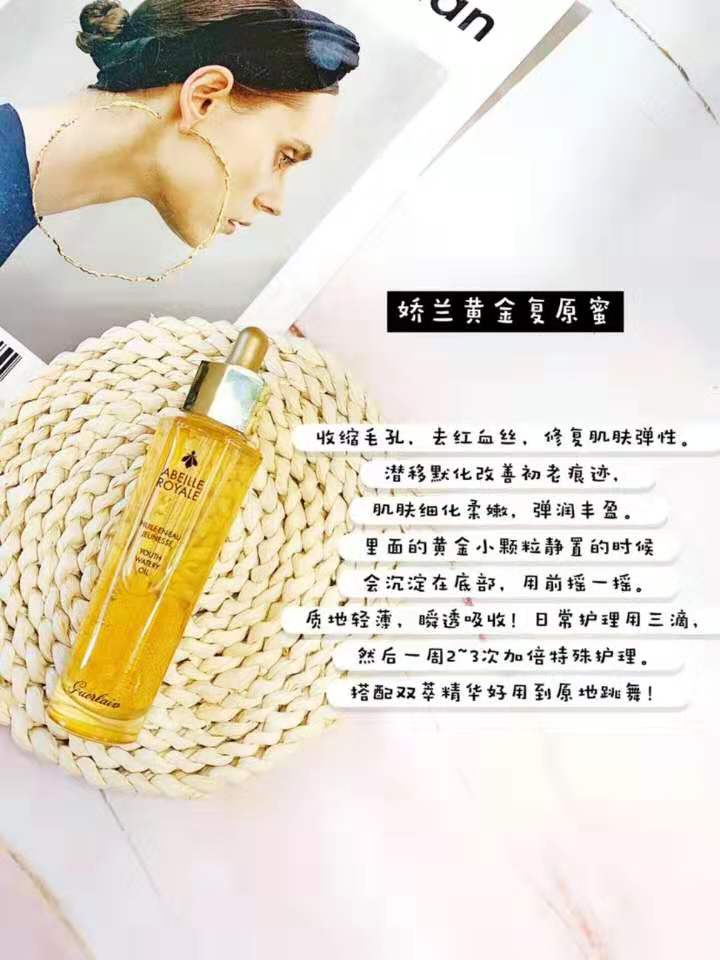 娇兰黄金复原蜜
收缩毛孔，去红血丝，修复肌肤弹性。
潜移默化改善初老痕迹，
肌肤细化柔嫩，弹润丰盈。
里面的黄金小颗粒静置的时候
会沉淀在底部，用前摇一摇。
质地轻薄，瞬透吸收！日常护理用三滴，
然后一周2~3次加倍特殊护理。
搭配双萃精华好用到原地跳舞！
ABEILLE
ROYALE
HUILE-EN-EAU
JEUNESSE
YOUTH
WATERY
OIL
Guerlain